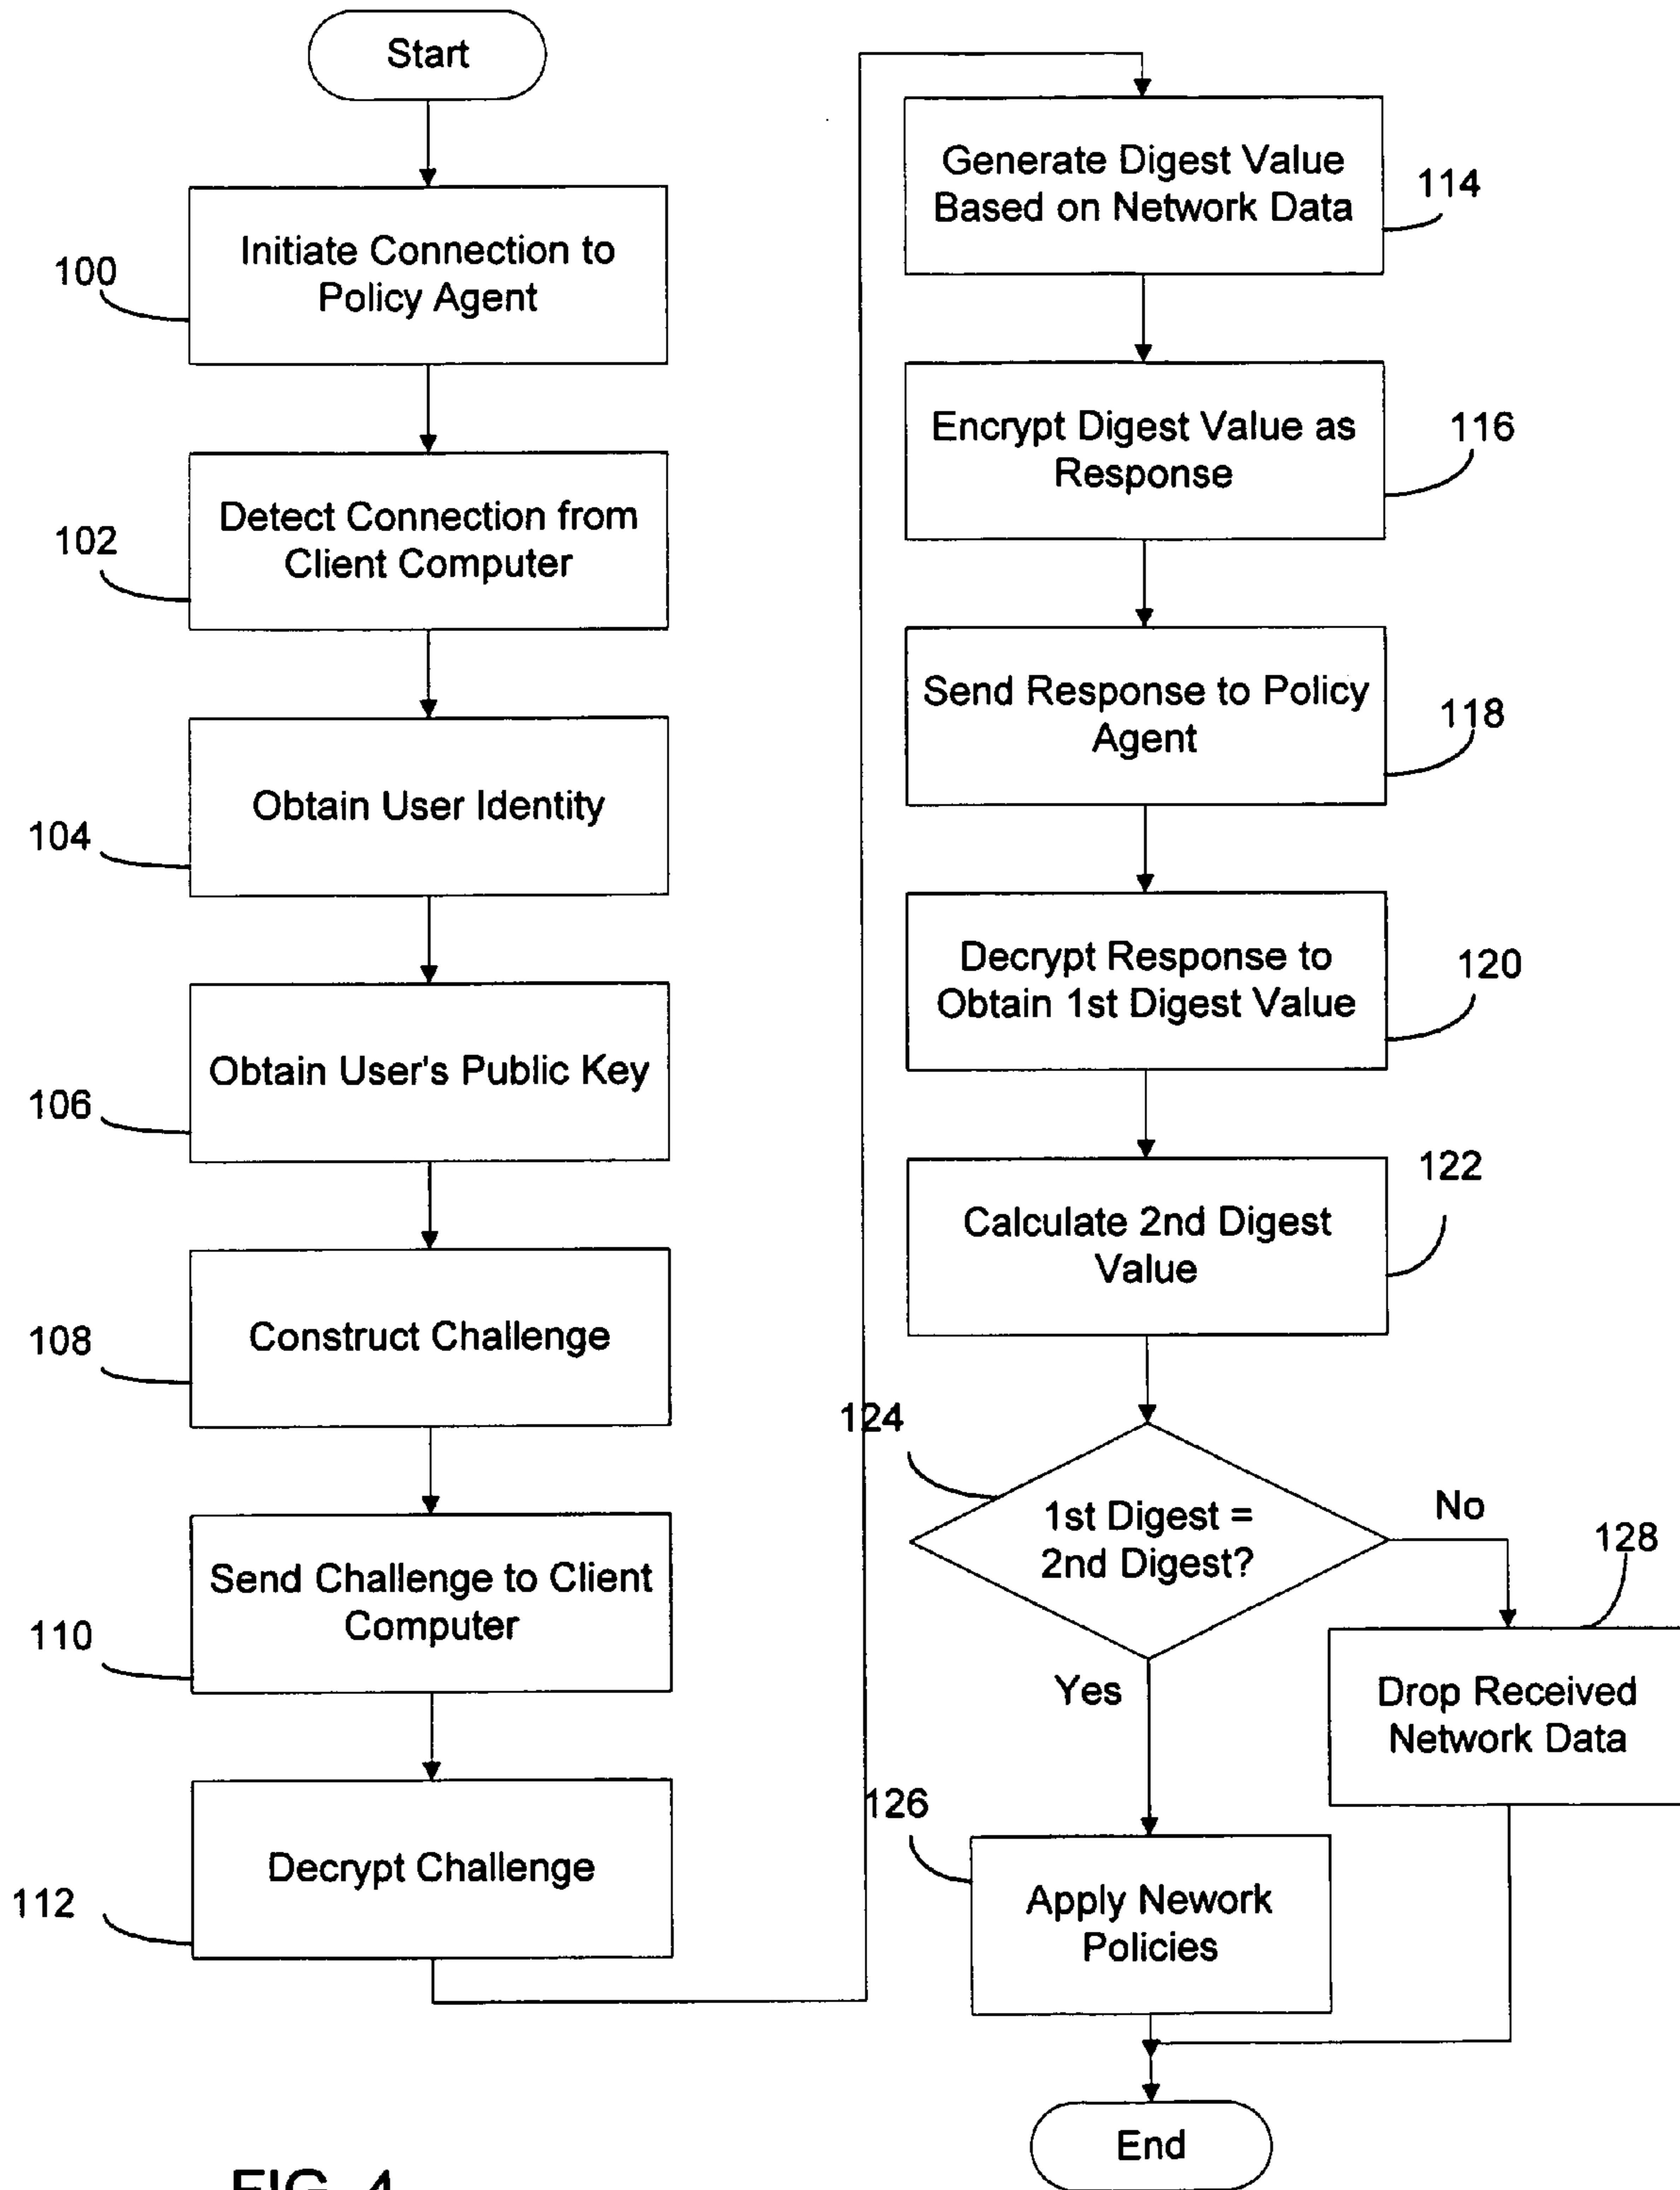 Start
Initiate Connection to
Policy Agent
100
Detect Connection from
Client Computer
102
Obtain User Identity
104
Obtain User's Public Key
106
Construct Challenge
108
Send Challenge to Client
Computer
110
Decrypt Challenge
112
Generate Digest Value
Based on Network Data
114
Encrypt Digest Value as
Response
116
Send Response to Policy
Agent
118
Decrypt Response to
Obtain 1st Digest Value
120
Calculate 2nd Digest
Value
122
124
1st Digest =
2nd Digest?
No
128
Yes
Drop Received
Network Data
126
Apply Nework
Policies
End
FIG. 4